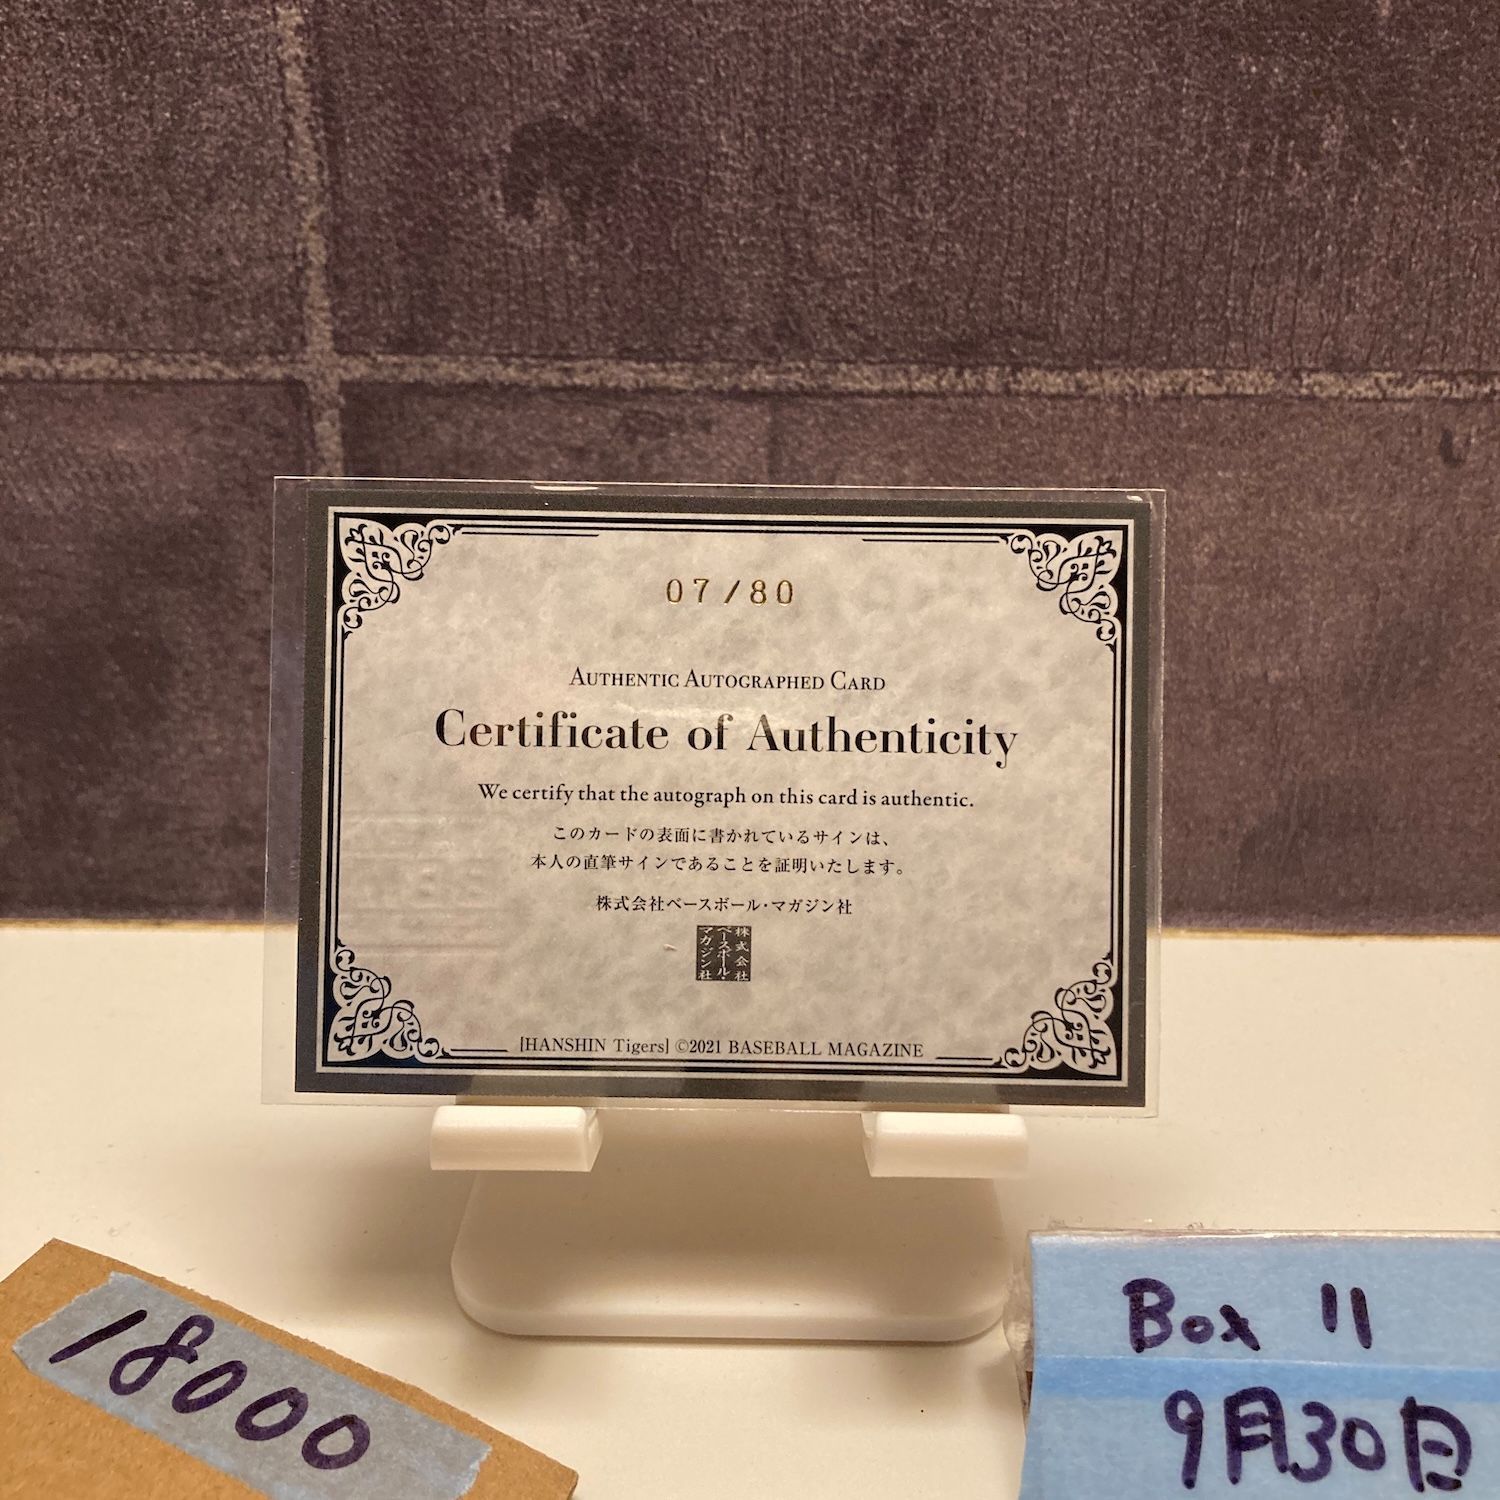 07/80
AUTHENTIC AUTOGRAPHED CARD
Certificate of Authenticity
We certify that the autograph on this card is authentic.
このカードの表面に書かれているサインは、
本人の直筆サインであることを証明いたします。
株式会社ベースボール・マガジン社
株式会社
ベースボール・
マガジン社
[HANSHIN Tigers] ©2021 BASEBALL MAGAZINE
18000
Box 11
9月30日